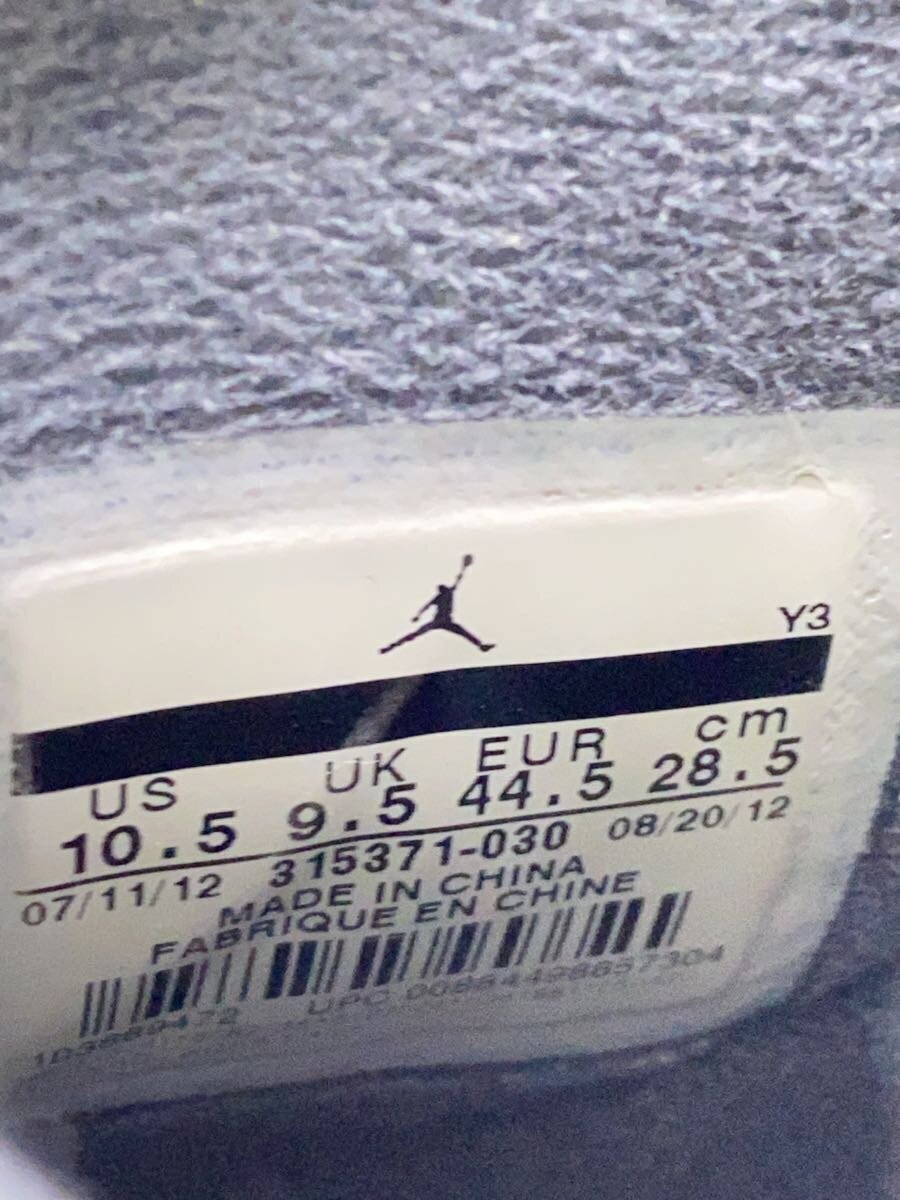 Y3
US UK EUR cm
10.5 9.5 44.5 28.5
07/11/12 315371-030 08/20/12
MADE IN CHINA
FABRIQUE EN CHINE
UPC